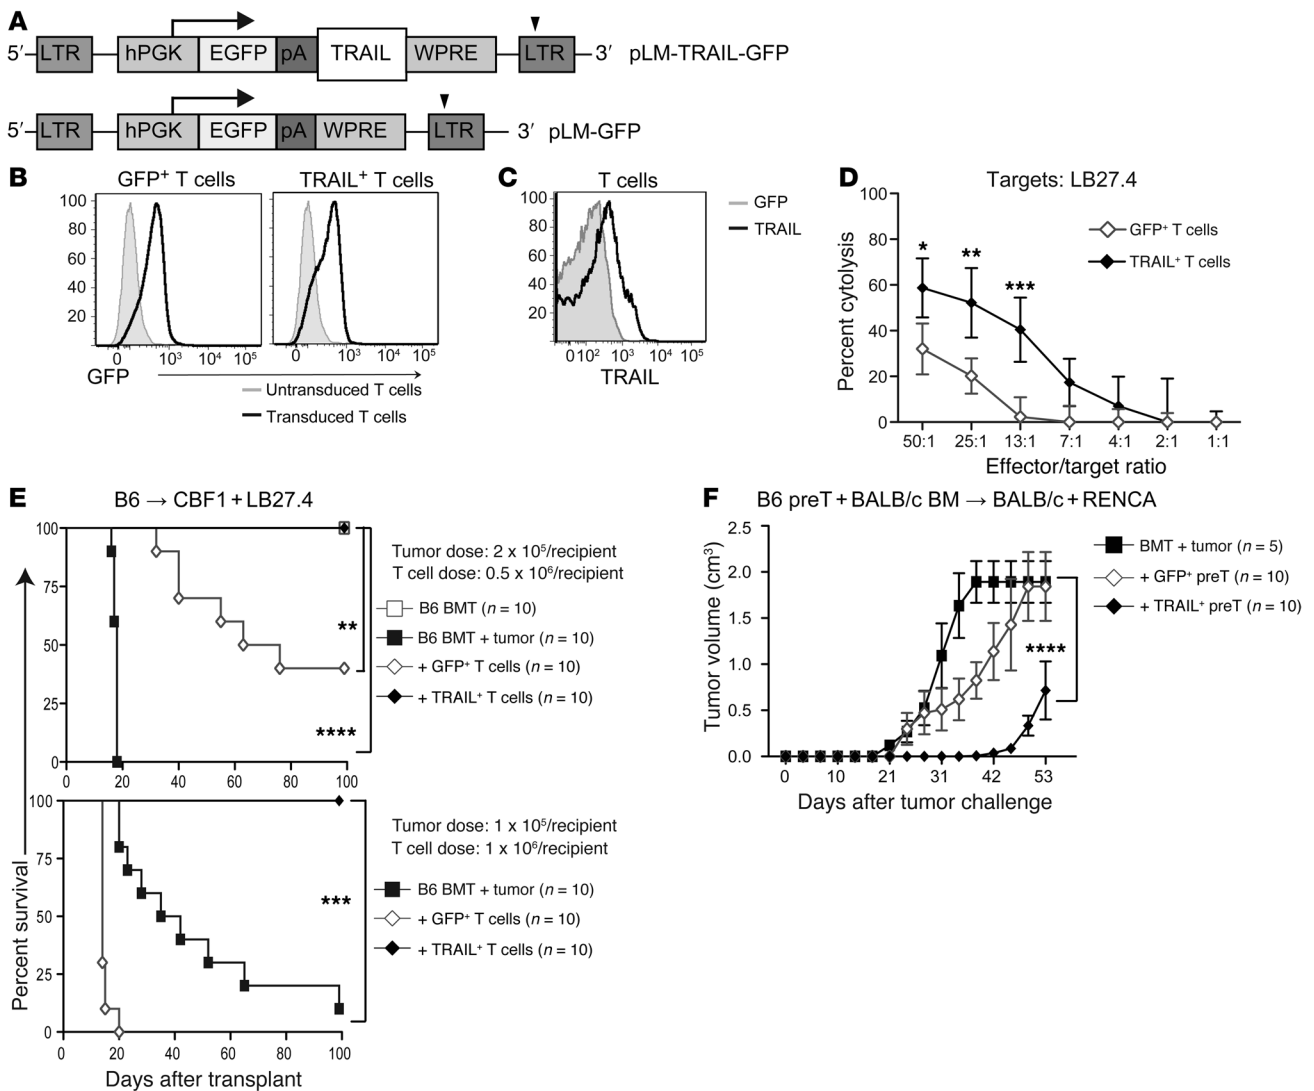 A
5′ LTR hPGK EGFP pA TRAIL WPRE LTR 3′ pLM-TRAIL-GFP
5′ LTR hPGK EGFP pA WPRE LTR 3′ pLM-GFP
B
GFP+ T cells TRAIL+ T cells
100
80
60
40
20
0 10³ 10⁴ 10⁵ 0 10³ 10⁴ 10⁵
GFP
Untransduced T cells
Transduced T cells
C
T cells
100
80
60
40
20
0 10² 10³ 10⁴ 10⁵
TRAIL
GFP
TRAIL
D
Targets: LB27.4
Percent cytolysis
100
80
60
40
20
0
* ** ***
GFP+ T cells
TRAIL+ T cells
50:1 25:1 13:1 7:1 4:1 2:1 1:1
Effector/target ratio
E
B6 → CBF1 + LB27.4
100
75
50
25
0
0 20 40 60 80 100
**
****
Tumor dose: 2 x 10⁵/recipient
T cell dose: 0.5 x 10⁶/recipient
B6 BMT (n = 10)
B6 BMT + tumor (n = 10)
+ GFP+ T cells (n = 10)
+ TRAIL+ T cells (n = 10)
Percent survival
100
75
50
25
0
0 20 40 60 80 100
Days after transplant
***
Tumor dose: 1 x 10⁵/recipient
T cell dose: 1 x 10⁶/recipient
B6 BMT + tumor (n = 10)
+ GFP+ T cells (n = 10)
+ TRAIL+ T cells (n = 10)
F
B6 preT + BALB/c BM → BALB/c + RENCA
Tumor volume (cm³)
2.5
2.0
1.5
1.0
0.5
0.0
0 10 21 31 42 53
Days after tumor challenge
****
BMT + tumor (n = 5)
+ GFP+ preT (n = 10)
+ TRAIL+ preT (n = 10)